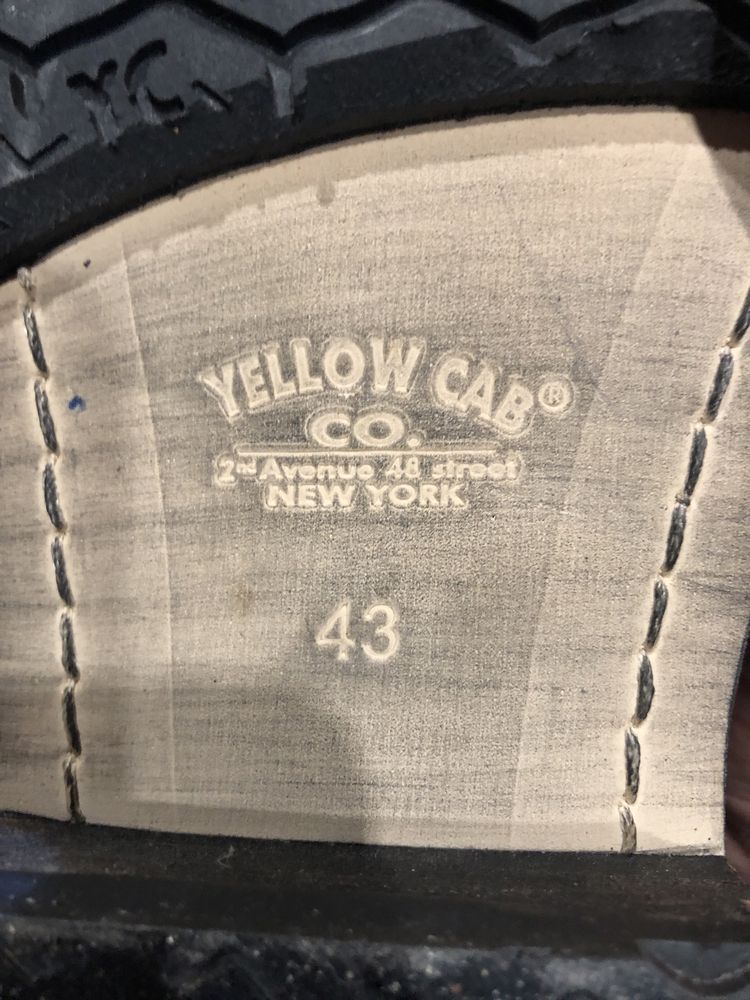 YELLOW CAB®
CO.
2nd Avenue 48 street
NEW YORK
43